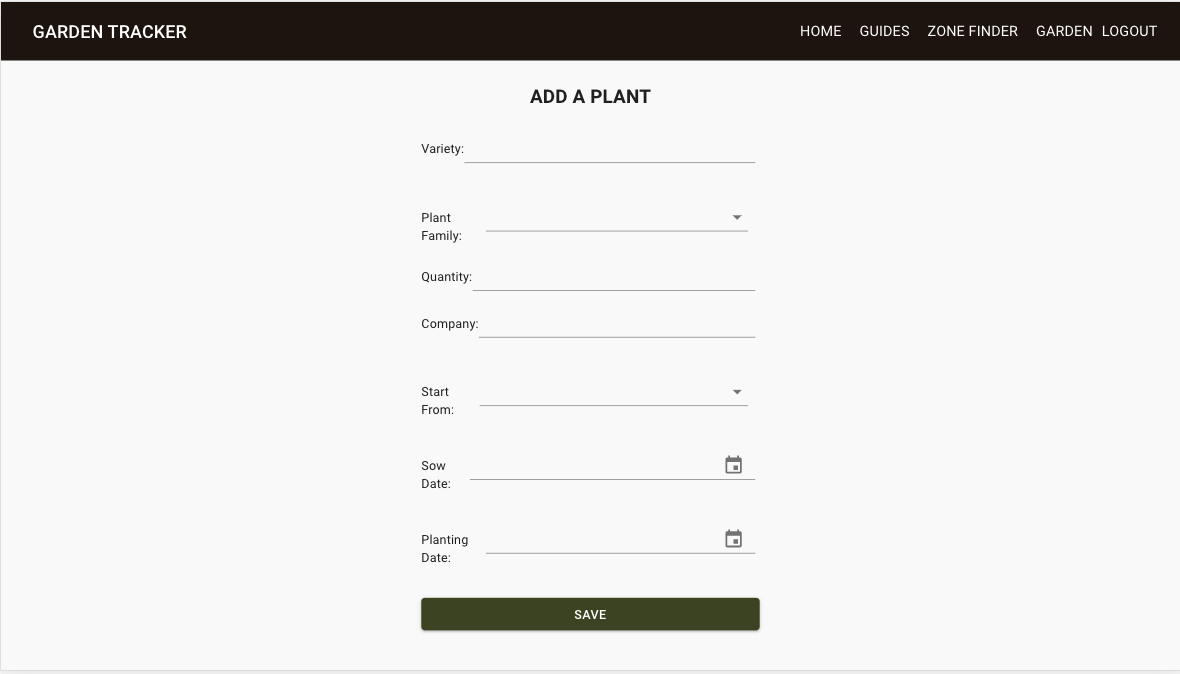 GARDEN TRACKER HOME GUIDES ZONE FINDER GARDEN LOGOUT
ADD A PLANT
Variety:
Plant
Family:
Quantity:
Company:
Start
From:
Sow
Date:
Planting
Date:
SAVE